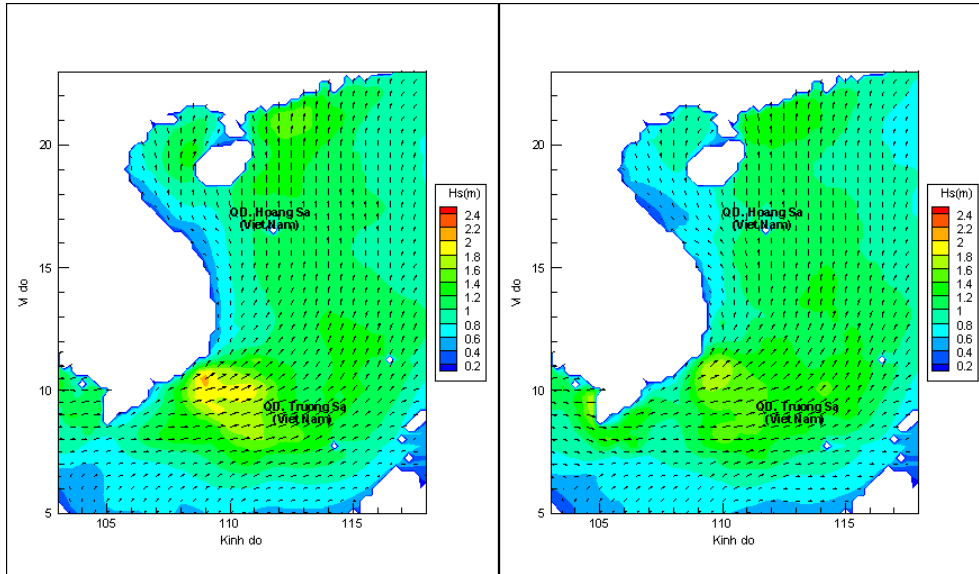 20
15
10
5
Vi do
105
110
115
Kinh do
QD. Hoang Sa
(Viet Nam)
QD. Truong Sa
(Viet Nam)
Hs(m)
2.4
2.2
2
1.8
1.6
1.4
1.2
1
0.8
0.6
0.4
0.2
20
15
10
5
Vi do
105
110
115
Kinh do
QD. Hoang Sa
(Viet Nam)
QD. Truong Sa
(Viet Nam)
Hs(m)
2.4
2.2
2
1.8
1.6
1.4
1.2
1
0.8
0.6
0.4
0.2